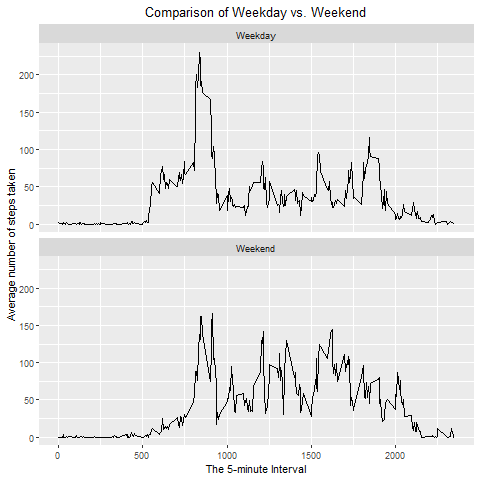 Comparison of Weekday vs. Weekend
Weekday
200
150
100
50
0
Weekend
200
150
100
50
0
0 500 1000 1500 2000
The 5-minute Interval
Average number of steps taken